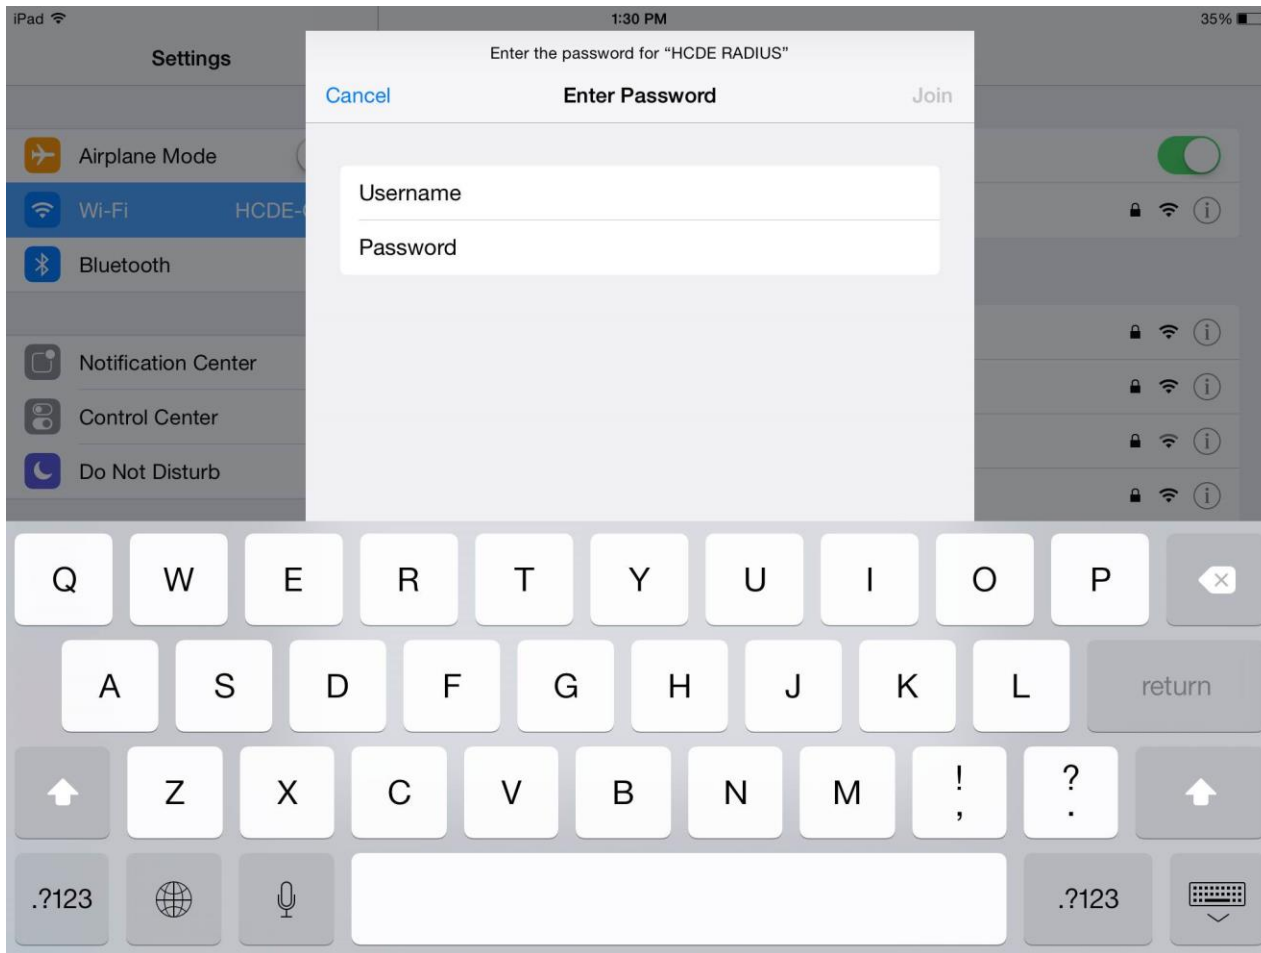 iPad 1:30 PM 35%
Settings
Enter the password for “HCDE RADIUS”
Cancel Enter Password Join
Airplane Mode
Wi-Fi HCDE-
Bluetooth
Username
Password
Notification Center
Control Center
Do Not Disturb
Q W E R T Y U I O P
A S D F G H J K L return
Z X C V B N M ! , ? .
.?123 .?123